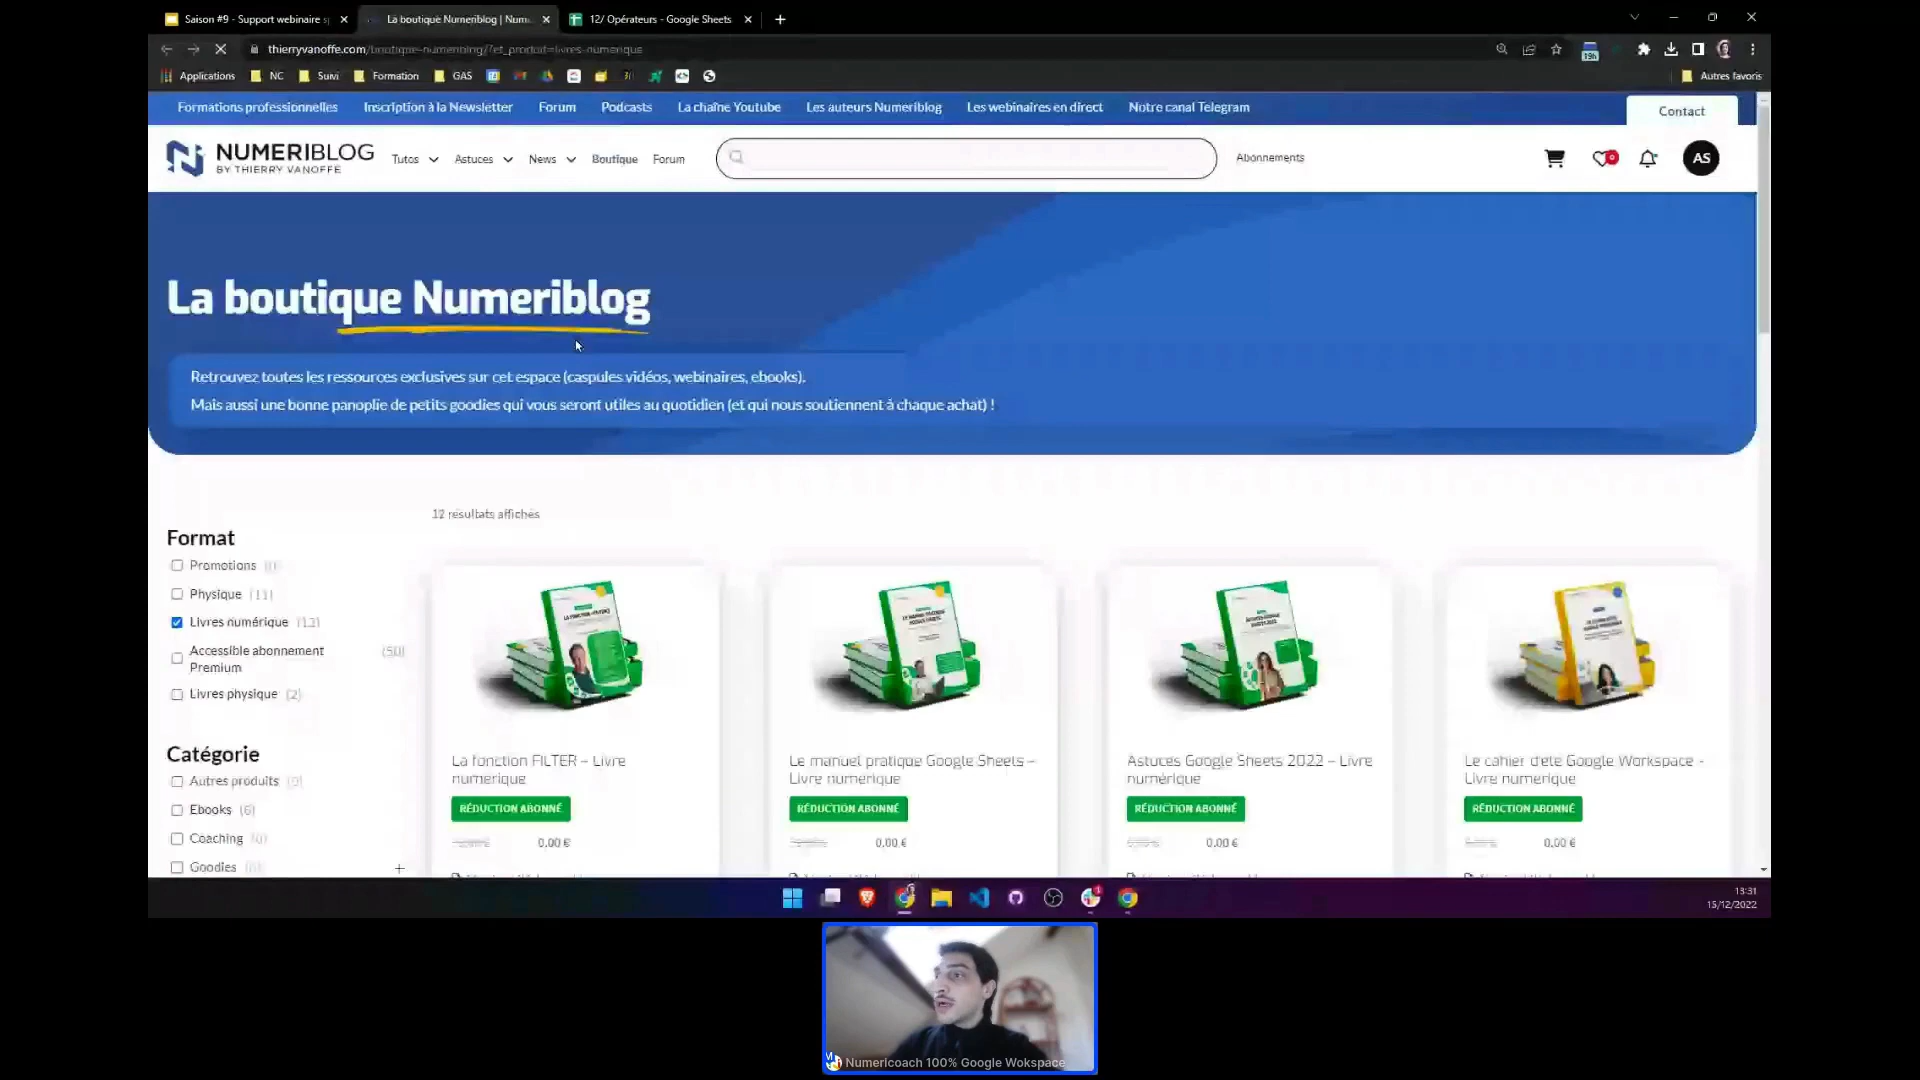 Saison #9 - Support webinaire
La boutique Numeriblog | Num
12/ Opérateurs - Google Sheets
thierryvanoffe.com/boutique-numeriblog/?et_produit=livres-numerique
19h
Applications
NC
Suivi
Formation
GAS
Autres favoris
Formations professionnelles
Inscription à la Newsletter
Forum
Podcasts
La chaîne Youtube
Les auteurs Numeriblog
Les webinaires en direct
Notre canal Telegram
Contact
NUMERIBLOG
BY THIERRY VANOFFE
Tutos
Astuces
News
Boutique
Forum
Abonnements
0
AS
La boutique Numeriblog
Retrouvez toutes les ressources exclusives sur cet espace (caspules vidéos, webinaires, ebooks).
Mais aussi une bonne panoplie de petits goodies qui vous seront utiles au quotidien (et qui nous soutiennent à chaque achat) !
12 résultats affichés
Format
Promotions
Physique (11)
Livres numérique (12)
Accessible abonnement (50)
Premium
Livres physique (2)
Catégorie
Autres produits (9)
Ebooks (6)
Coaching
Goodies
+
La fonction FILTER – Livre
numérique
RÉDUCTION ABONNÉ
0,00 €
Le manuel pratique Google Sheets –
Livre numérique
RÉDUCTION ABONNÉ
0,00 €
Astuces Google Sheets 2022 – Livre
numérique
RÉDUCTION ABONNÉ
0,00 €
Le cahier d'été Google Workspace -
Livre numérique
RÉDUCTION ABONNÉ
0,00 €
13:31
15/12/2022
Numericoach 100% Google Wokspace